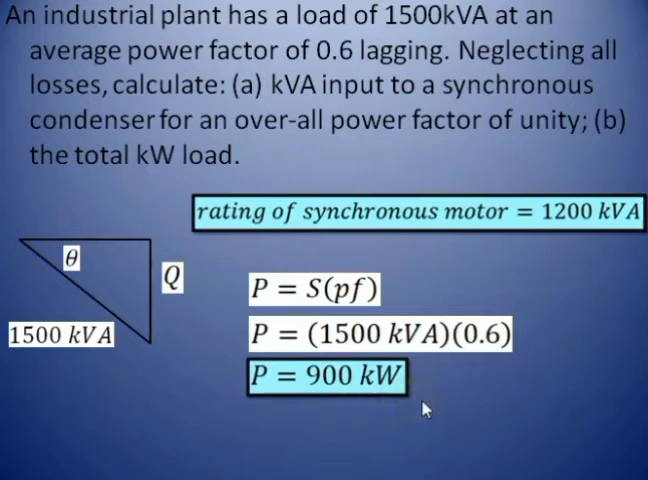 An industrial plant has a load of 1500kVA at an
average power factor of 0.6 lagging. Neglecting all
losses, calculate: (a) kVA input to a synchronous
condenser for an over-all power factor of unity; (b)
the total kW load.
rating of synchronous motor = 1200 kVA
θ
Q
1500 kVA
P = S(pf)
P = (1500 kVA)(0.6)
P = 900 kW